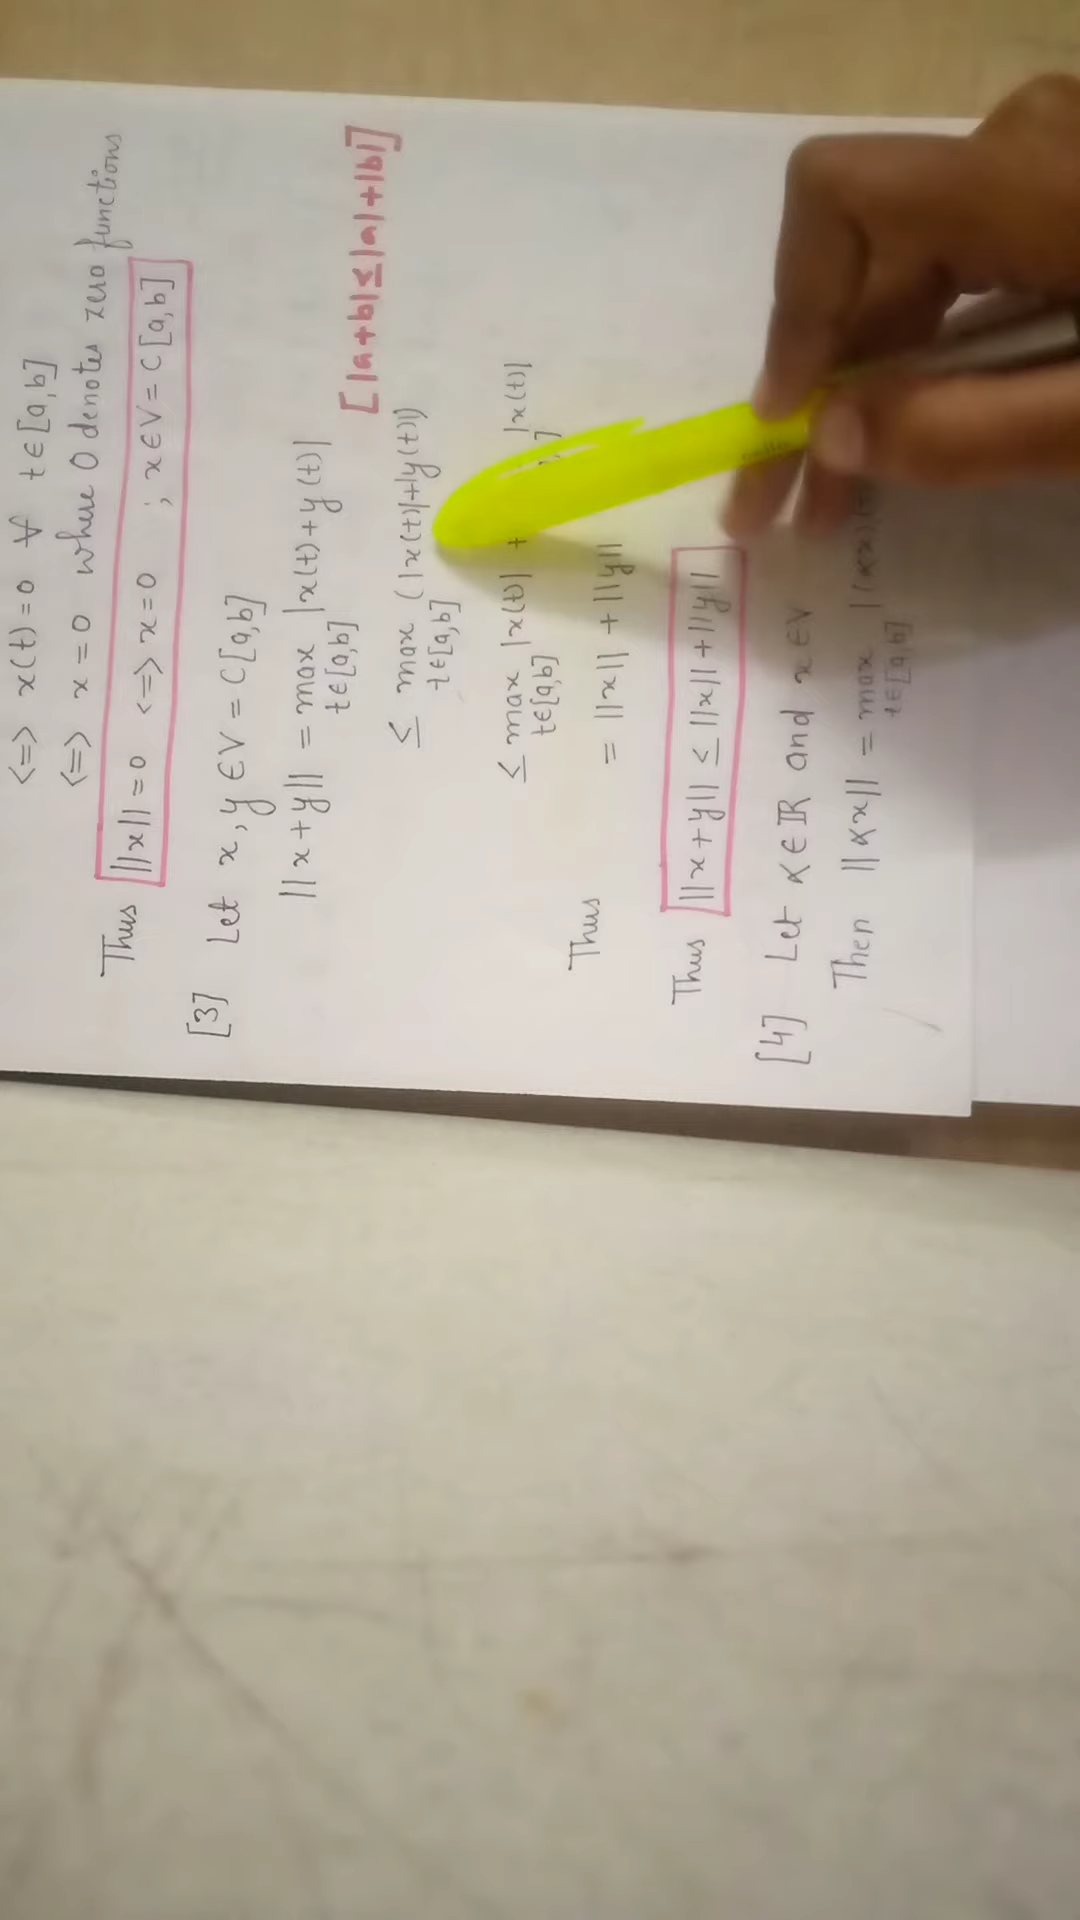 <=> x(t) = 0 ∀ t∈[a,b]
<=> x = 0 where 0 denotes zero functions
Thus ||x|| = 0 <=> x = 0 ; x∈V = C[a,b]
[3] Let x, y ∈V = C[a,b]
||x + y|| = max |x(t) + y(t)|
t∈[a,b]
[|a+b| ≤ |a| + |b|]
≤ max (|x(t)| + |y(t)|)
t∈[a,b]
≤ max |x(t)| + |x(t)|
t∈[a,b] ]
Thus = ||x|| + ||y||
Thus ||x + y|| ≤ ||x|| + ||y||
[4] Let α∈ℝ and x∈V
Then ||αx|| = max |(αx)
t∈[a,b]